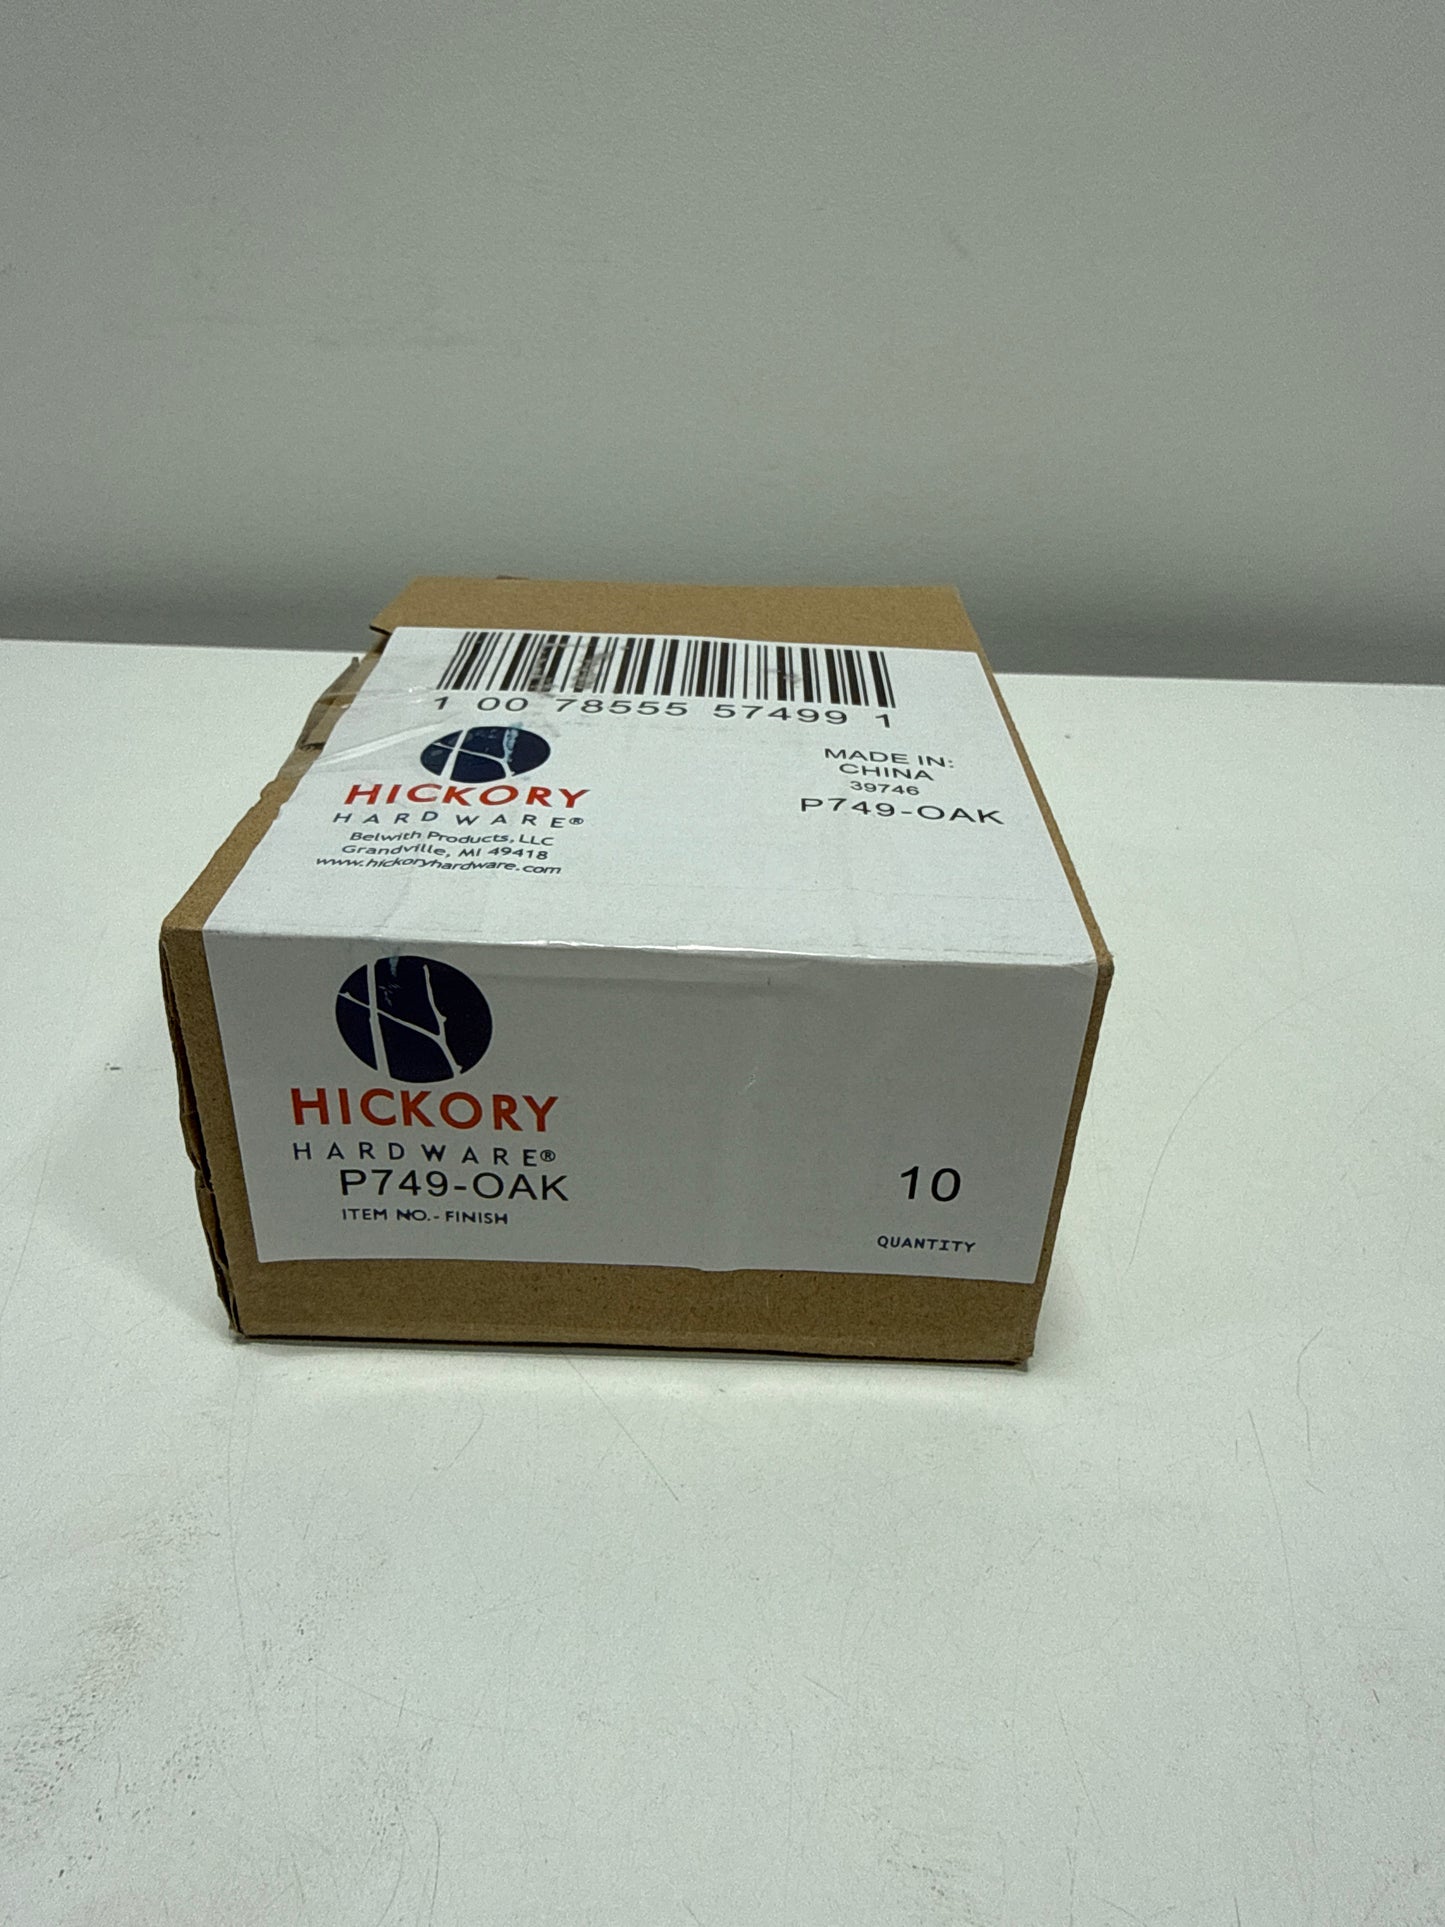 1 00 78555 57499 1
HICKORY
HARDWARE®
Belwith Products, LLC
Grandville, MI 49418
www.hickoryhardware.com
MADE IN:
CHINA
39746
P749-OAK
HICKORY
HARDWARE®
P749-OAK
ITEM NO.-FINISH
10
QUANTITY